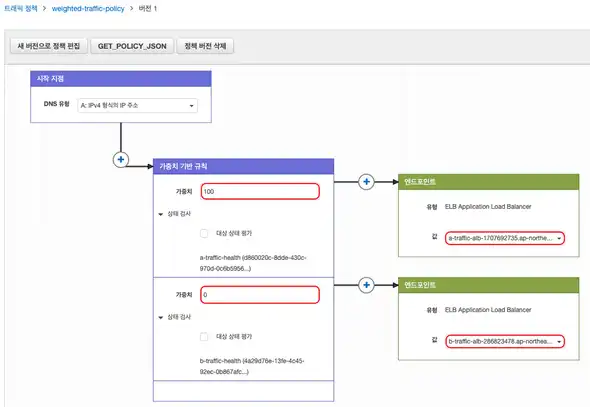 트래픽 정책 > weighted-traffic-policy > 버전 1
새 버전으로 정책 편집 GET_POLICY_JSON 정책 버전 삭제
시작 지점
DNS 유형 A: IPv4 형식의 IP 주소
가중치 기반 규칙
가중치 100
상태 검사
대상 상태 평가
a-traffic-health (d860020c-8dde-430c-
970d-0c6b5956...)
가중치 0
상태 검사
대상 상태 평가
b-traffic-health (4a29d76e-13fe-4c45-
92ec-0b867afc...)
엔드포인트
유형 ELB Application Load Balancer
값 a-traffic-alb-1707692735.ap-northe...
엔드포인트
유형 ELB Application Load Balancer
값 b-traffic-alb-286823478.ap-northea...